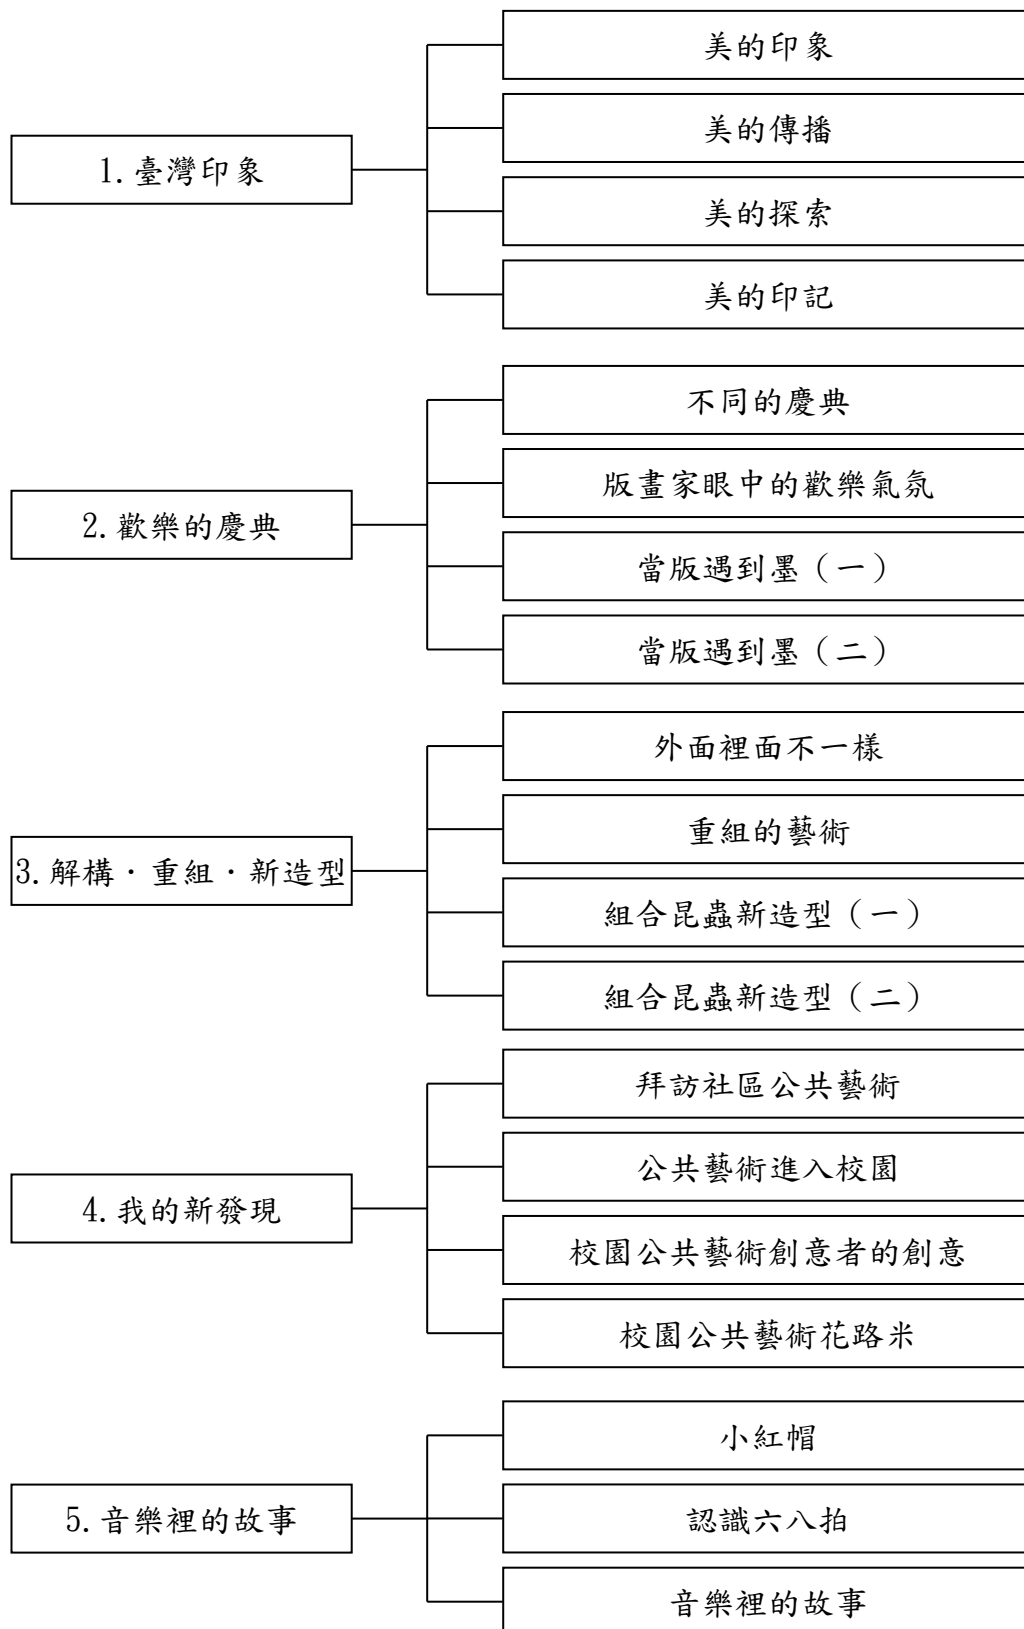 1.臺灣印象
美的印象
美的傳播
美的探索
美的印記
2.歡樂的慶典
不同的慶典
版畫家眼中的歡樂氣氛
當版遇到墨（一）
當版遇到墨（二）
3.解構．重組．新造型
外面裡面不一樣
重組的藝術
組合昆蟲新造型（一）
組合昆蟲新造型（二）
4.我的新發現
拜訪社區公共藝術
公共藝術進入校園
校園公共藝術創意者的創意
校園公共藝術花路米
5.音樂裡的故事
小紅帽
認識六八拍
音樂裡的故事